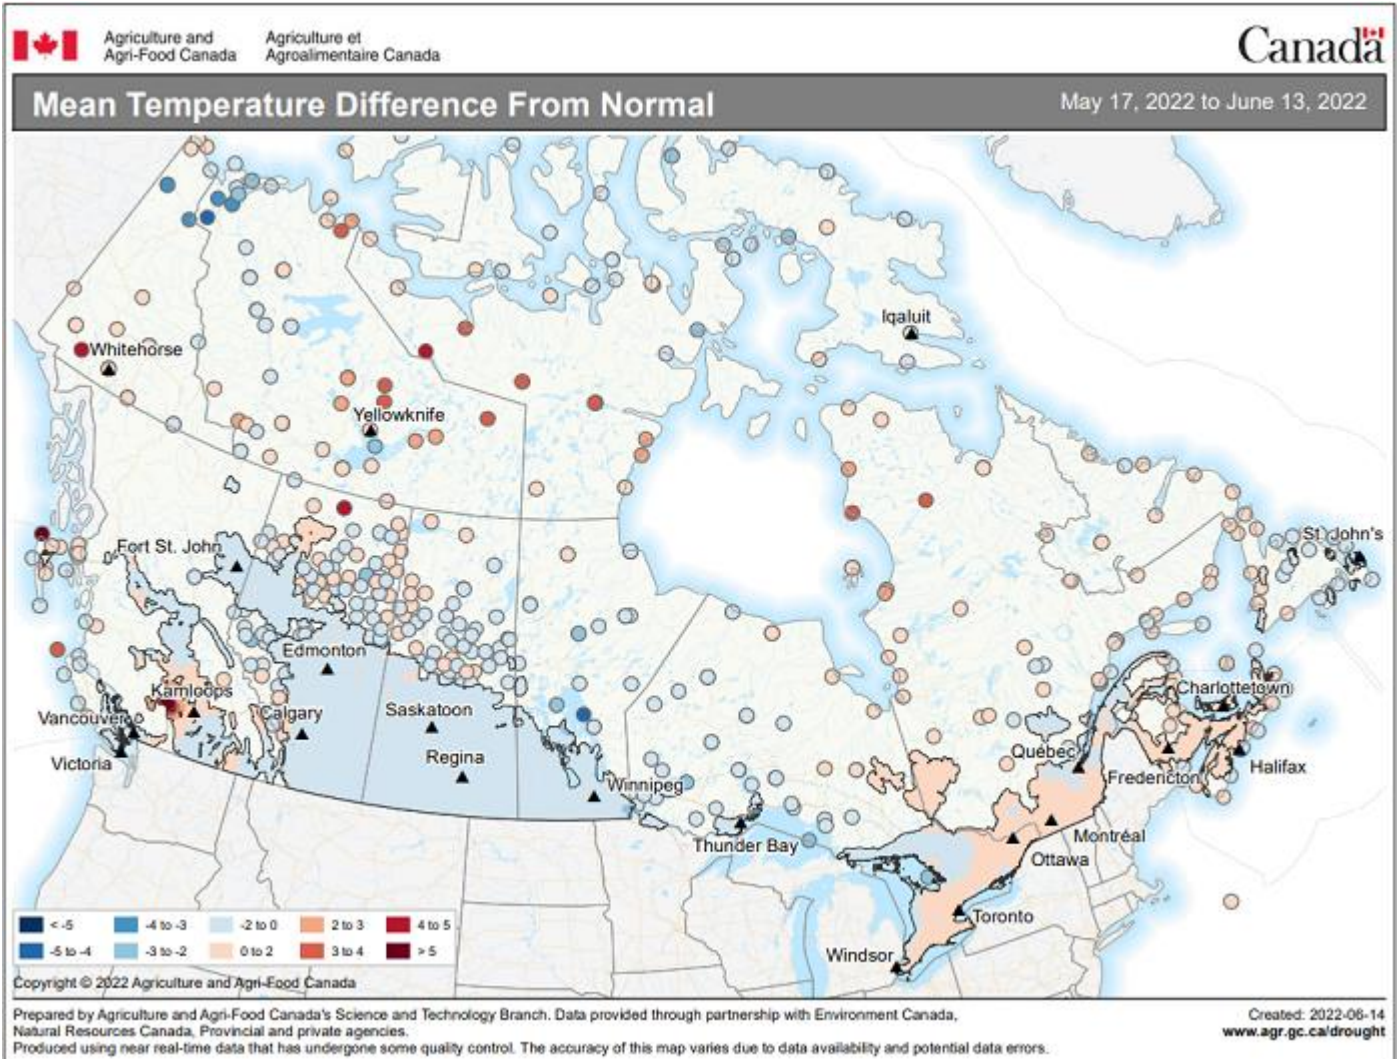 Agriculture and Agriculture et
Agri-Food Canada Agroalimentaire Canada
Canada
Mean Temperature Difference From Normal
May 17, 2022 to June 13, 2022
Iqaluit
Whitehorse
Yellowknife
Fort St. John
St. John's
Edmonton
Kamloops
Charlottetown
Vancouver
Calgary
Saskatoon
Victoria
Regina
Québec
Fredericton
Halifax
Winnipeg
Thunder Bay
Montréal
Ottawa
Toronto
Windsor
< -5 -4 to -3 -2 to 0 2 to 3 4 to 5
-5 to -4 -3 to -2 0 to 2 3 to 4 > 5
Copyright © 2022 Agriculture and Agri-Food Canada
Prepared by Agriculture and Agri-Food Canada's Science and Technology Branch. Data provided through partnership with Environment Canada,
Natural Resources Canada, Provincial and private agencies.
Produced using near real-time data that has undergone some quality control. The accuracy of this map varies due to data availability and potential data errors.
Created: 2022-06-14
www.agr.gc.ca/drought